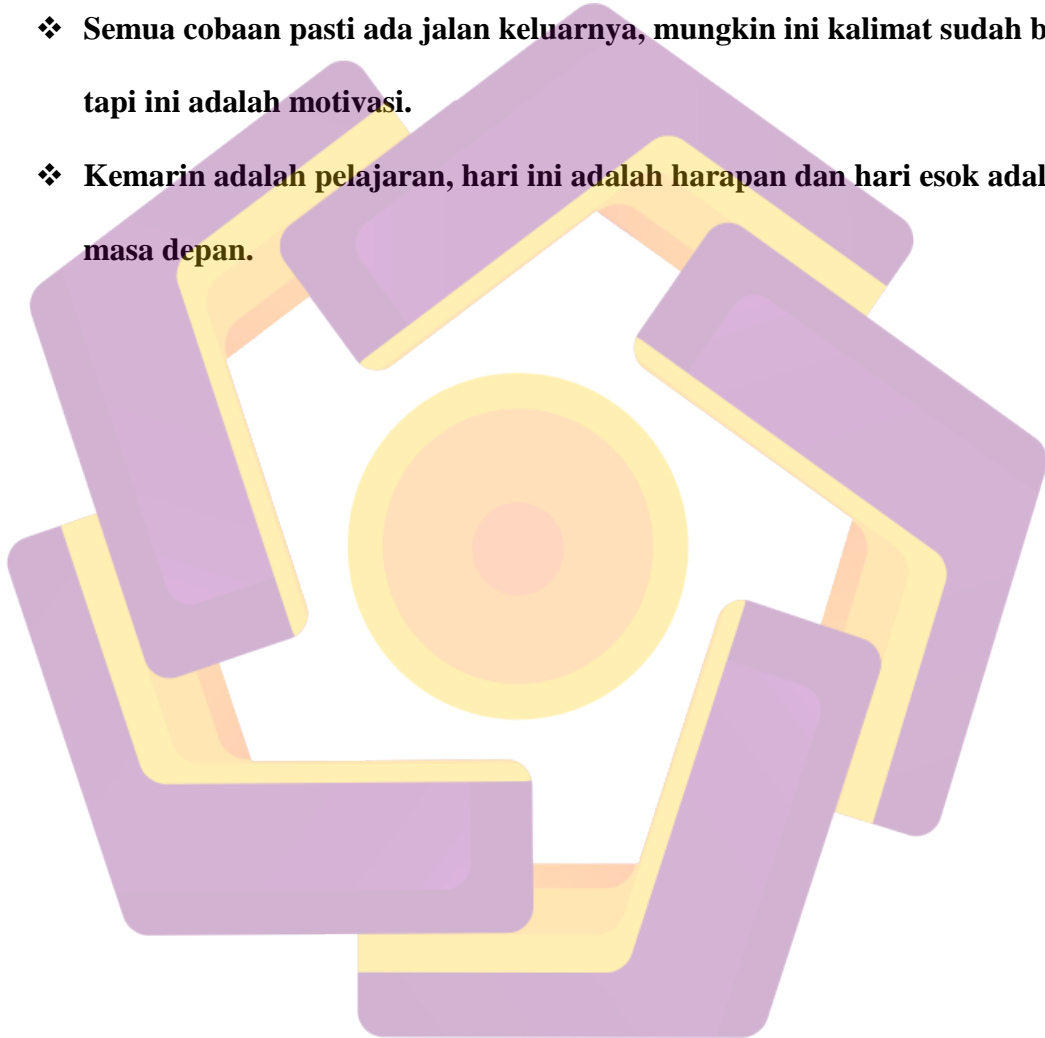 ❖ Semua cobaan pasti ada jalan keluarnya, mungkin ini kalimat sudah
tapi ini adalah motivasi.
❖ Kemarin adalah pelajaran, hari ini adalah harapan dan hari esok
masa depan.